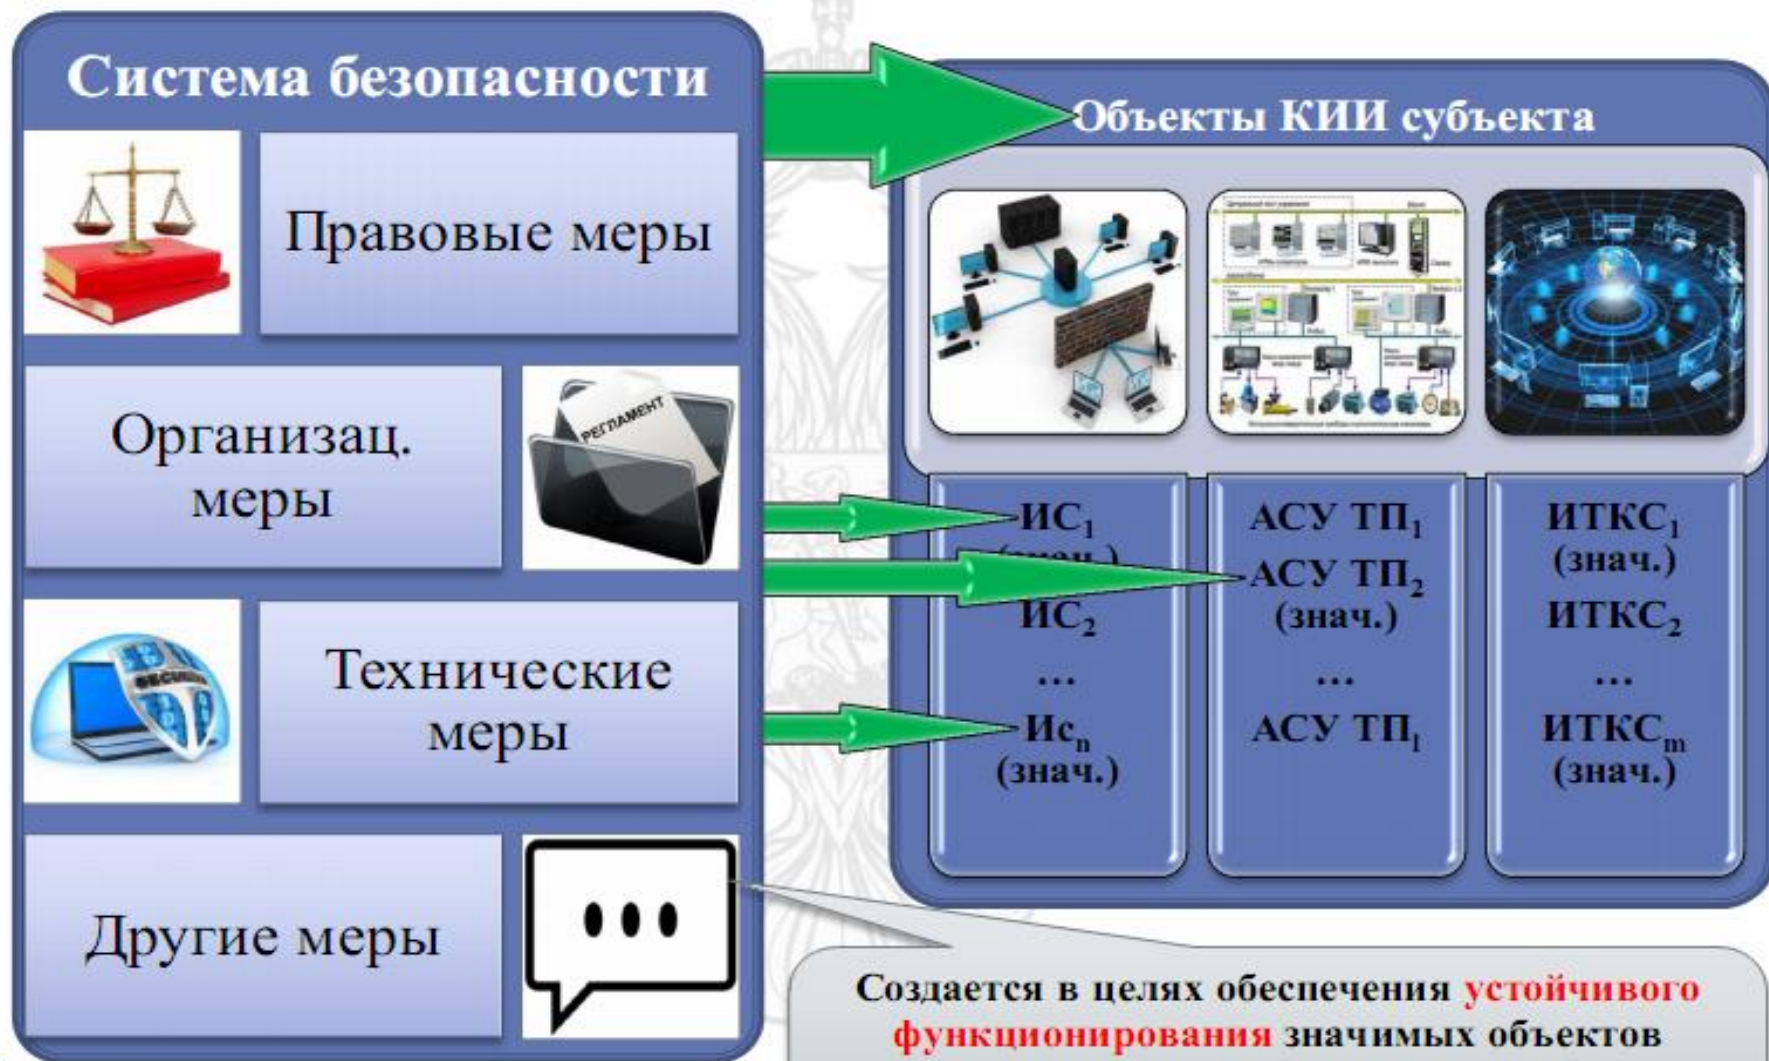 Система безопасности
Правовые меры
Организац.
меры
РЕГЛАМЕНТ
Технические
меры
Другие меры
Объекты КИИ субъекта
ИС1
ИС2
...
Исn
(знач.)
АСУ ТП1
АСУ ТП2
(знач.)
...
АСУ ТПl
ИТКС1
(знач.)
ИТКС2
...
ИТКСm
(знач.)
Создается в целях обеспечения устойчивого
функционирования значимых объектов